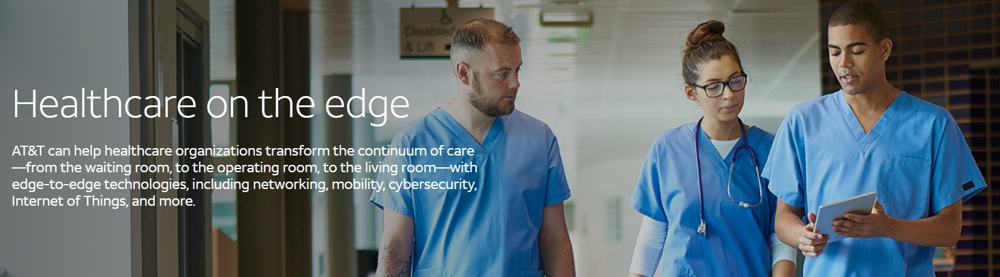 Disabled
& Lift
Healthcare on the edge
AT&T can help healthcare organizations transform the continuum of care
—from the waiting room, to the operating room, to the living room—with
edge-to-edge technologies, including networking, mobility, cybersecurity,
Internet of Things, and more.